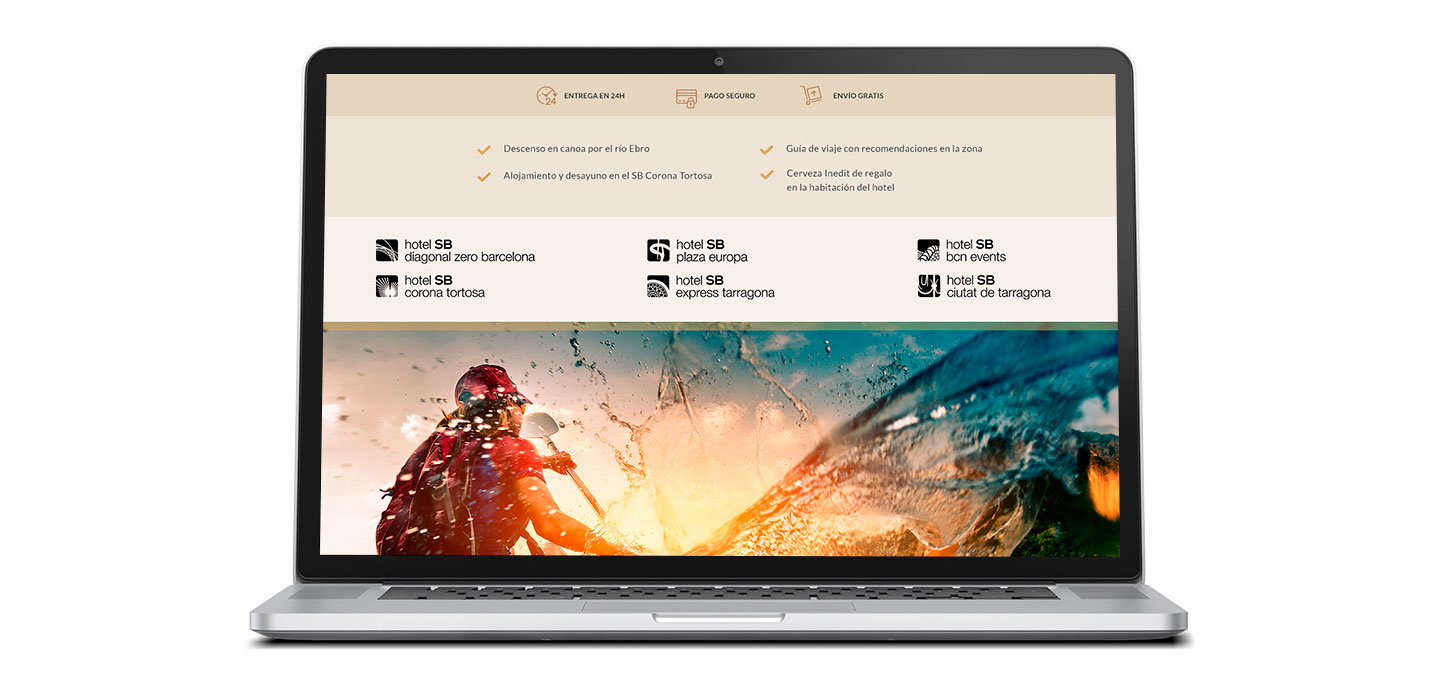 24 ENTREGA EN 24H PAGO SEGURO ENVÍO GRATIS
Descenso en canoa por el río Ebro
Alojamiento y desayuno en el SB Corona Tortosa
Guía de viaje con recomendaciones en la zona
Cerveza Inedit de regalo
en la habitación del hotel
hotel SB
diagonal zero barcelona
hotel SB
plaza europa
hotel SB
bcn events
hotel SB
corona tortosa
hotel SB
express tarragona
hotel SB
ciutat de tarragona